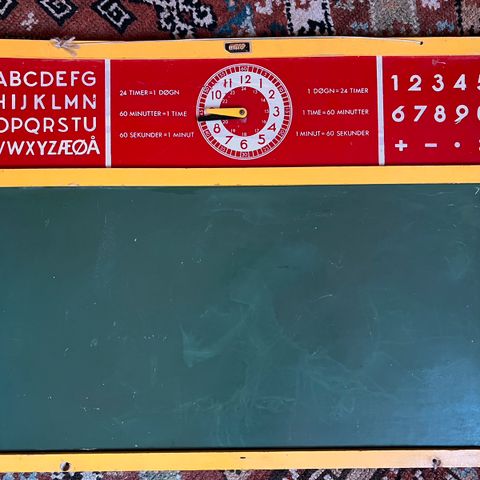 ABCDEFG
HIJKLMN
OPQRSTU
VWXYZÆØÅ
24 TIMER=1 DØGN
60 MINUTTER=1 TIME
60 SEKUNDER=1 MINUT
12
1
2
3
4
5
6
7
8
9
10
1 DØGN=24 TIMER
1 TIME=60 MINUTTER
1 MINUT=60 SEKUNDER
1 2 3 4 5
6 7 8 9 0
+ − ·